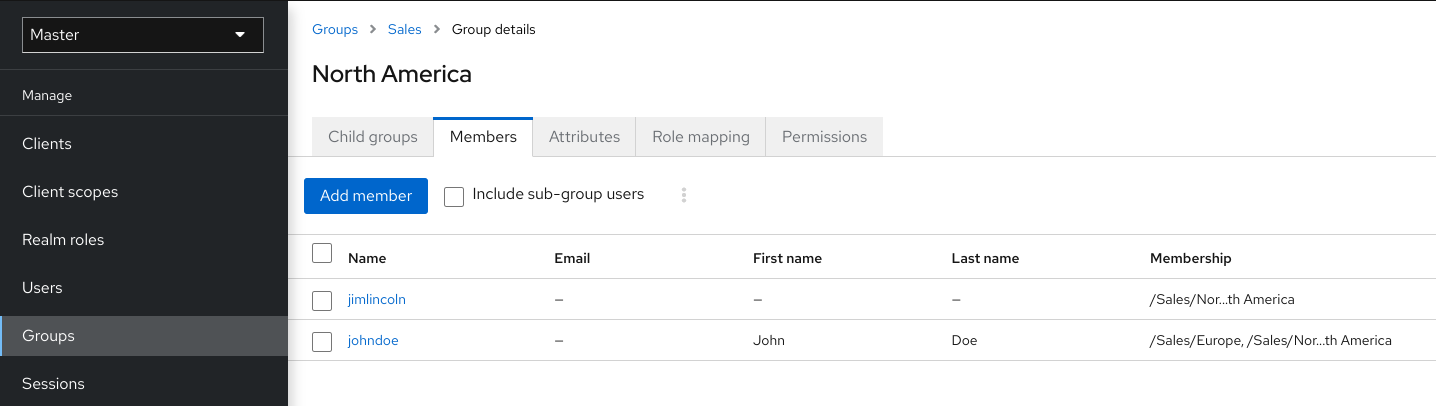 Master
Manage
Clients
Client scopes
Realm roles
Users
Groups
Sessions
Groups > Sales > Group details
North America
Child groups Members Attributes Role mapping Permissions
Add member Include sub-group users
Name Email First name Last name Membership
jimlincoln – – – /Sales/Nor...th America
johndoe – John Doe /Sales/Europe, /Sales/Nor...th America